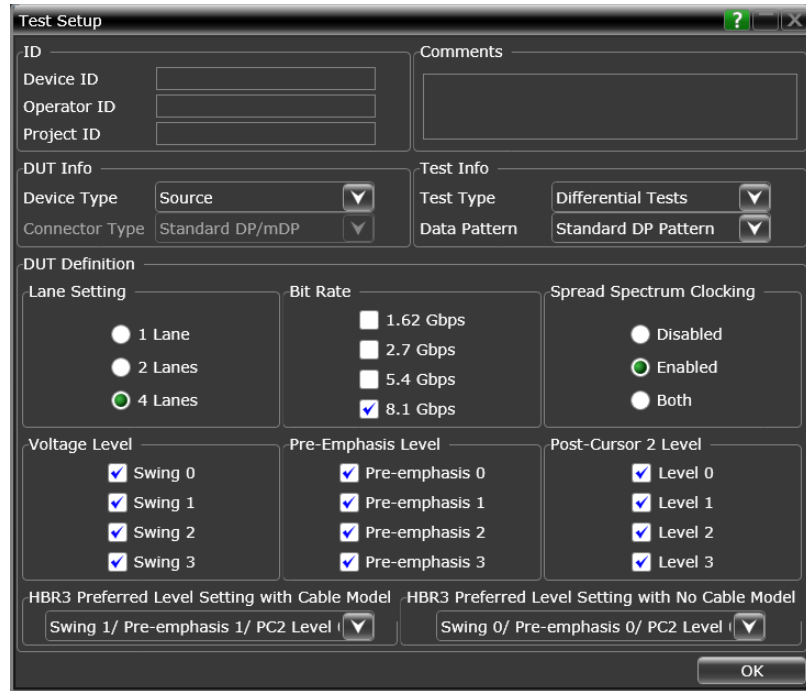 Test Setup
?
ID
Device ID
Operator ID
Project ID
Comments
DUT Info
Device Type Source
Connector Type Standard DP/mDP
Test Info
Test Type Differential Tests
Data Pattern Standard DP Pattern
DUT Definition
Lane Setting
1 Lane
2 Lanes
4 Lanes
Bit Rate
1.62 Gbps
2.7 Gbps
5.4 Gbps
8.1 Gbps
Spread Spectrum Clocking
Disabled
Enabled
Both
Voltage Level
Swing 0
Swing 1
Swing 2
Swing 3
Pre-Emphasis Level
Pre-emphasis 0
Pre-emphasis 1
Pre-emphasis 2
Pre-emphasis 3
Post-Cursor 2 Level
Level 0
Level 1
Level 2
Level 3
HBR3 Preferred Level Setting with Cable Model
Swing 1/ Pre-emphasis 1/ PC2 Level
HBR3 Preferred Level Setting with No Cable Model
Swing 0/ Pre-emphasis 0/ PC2 Level
OK